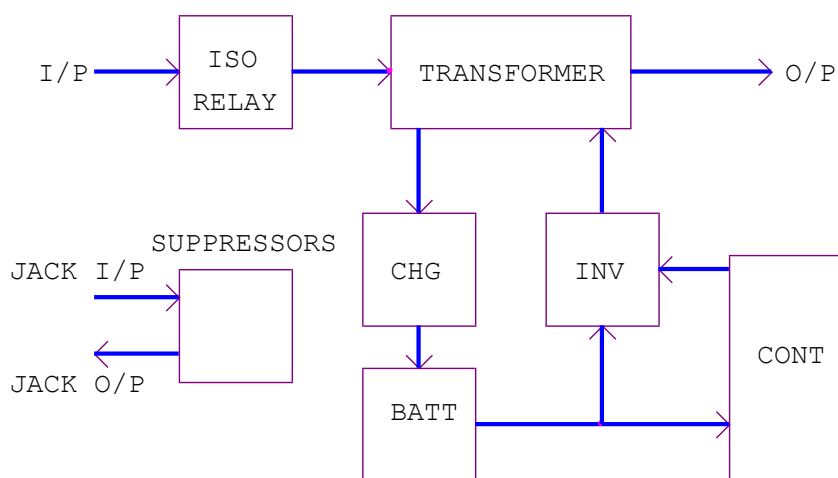 I/P
ISO
RELAY
TRANSFORMER
O/P
SUPPRESSORS
JACK I/P
JACK O/P
CHG
INV
CONT
BATT